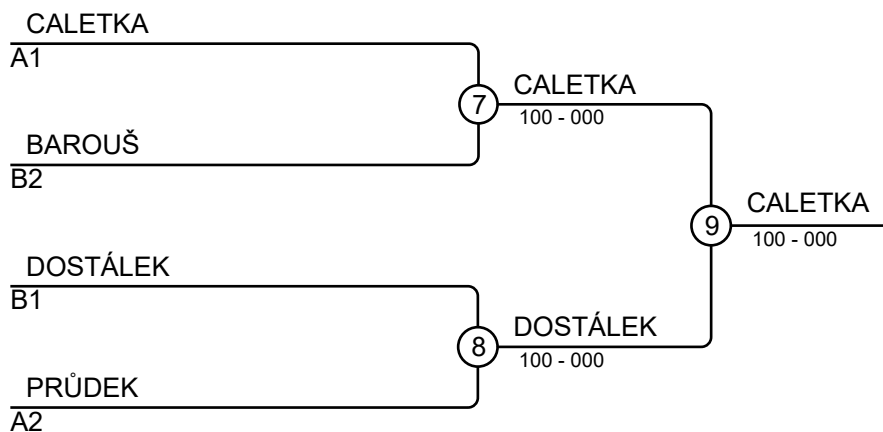 CALETKA
A1
7
CALETKA
100 - 000
BAROUŠ
B2
9
CALETKA
100 - 000
DOSTÁLEK
B1
8
DOSTÁLEK
100 - 000
PRŮDEK
A2